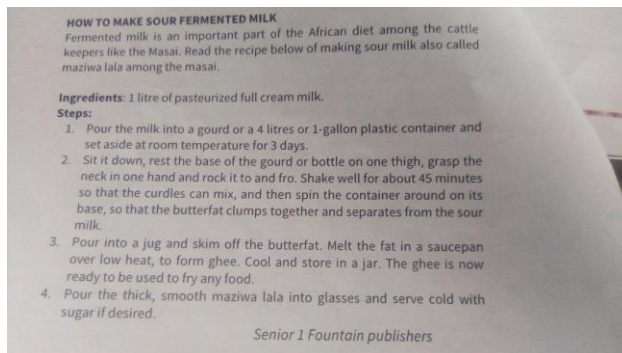 HOW TO MAKE SOUR FERMENTED MILK
Fermented milk is an important part of the African diet among the cattle
keepers like the Masai. Read the recipe below of making sour milk also called
maziwa lala among the masai.
Ingredients: 1 litre of pasteurized full cream milk.
Steps:
1. Pour the milk into a gourd or a 4 litres or 1-gallon plastic container and
set aside at room temperature for 3 days.
2. Sit it down, rest the base of the gourd or bottle on one thigh, grasp the
neck in one hand and rock it to and fro. Shake well for about 45 minutes
so that the curdles can mix, and then spin the container around on its
base, so that the butterfat clumps together and separates from the sour
milk.
3. Pour into a jug and skim off the butterfat. Melt the fat in a saucepan
over low heat, to form ghee. Cool and store in a jar. The ghee is now
ready to be used to fry any food.
4. Pour the thick, smooth maziwa lala into glasses and serve cold with
sugar if desired.
Senior 1 Fountain publishers